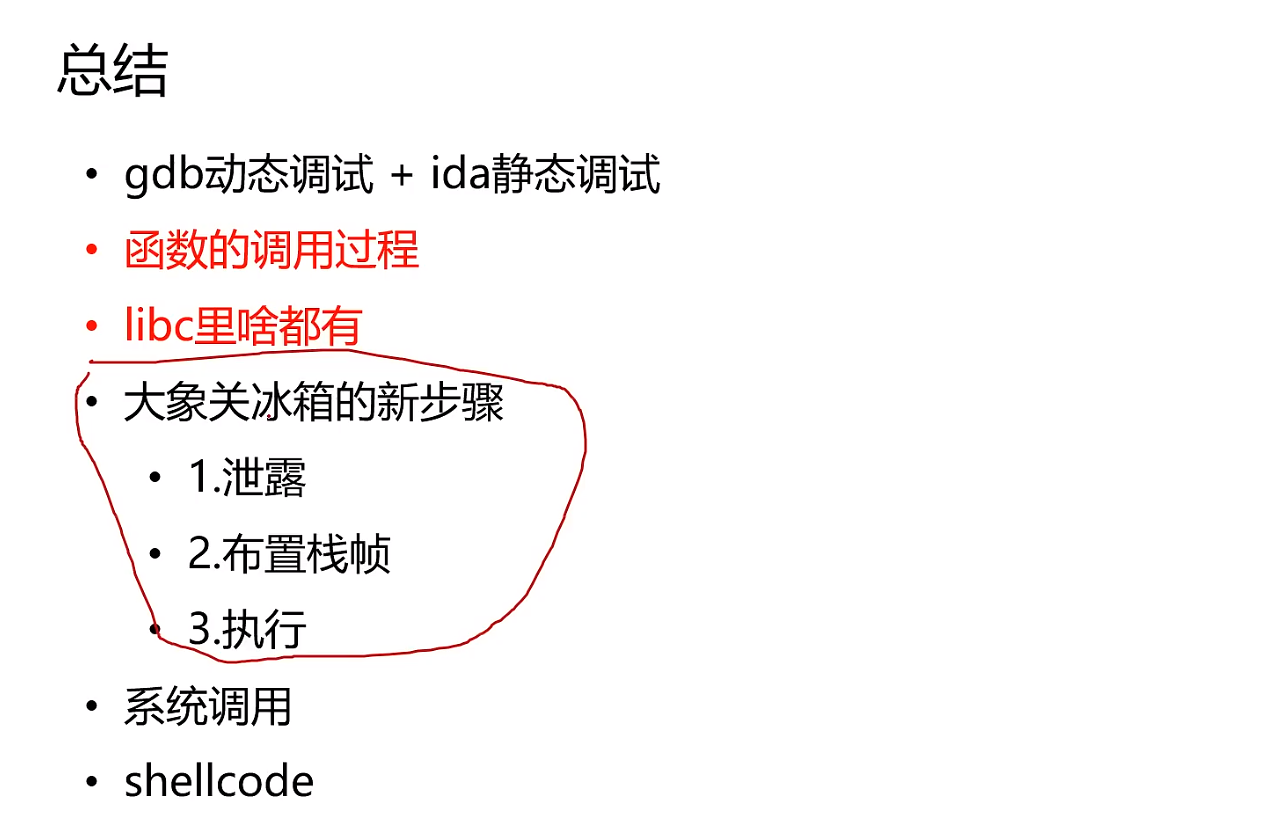 总结
• gdb动态调试 + ida静态调试
• 函数的调用过程
• libc里啥都有
• 大象关冰箱的新步骤
• 1.泄露
• 2.布置栈帧
• 3.执行
• 系统调用
• shellcode